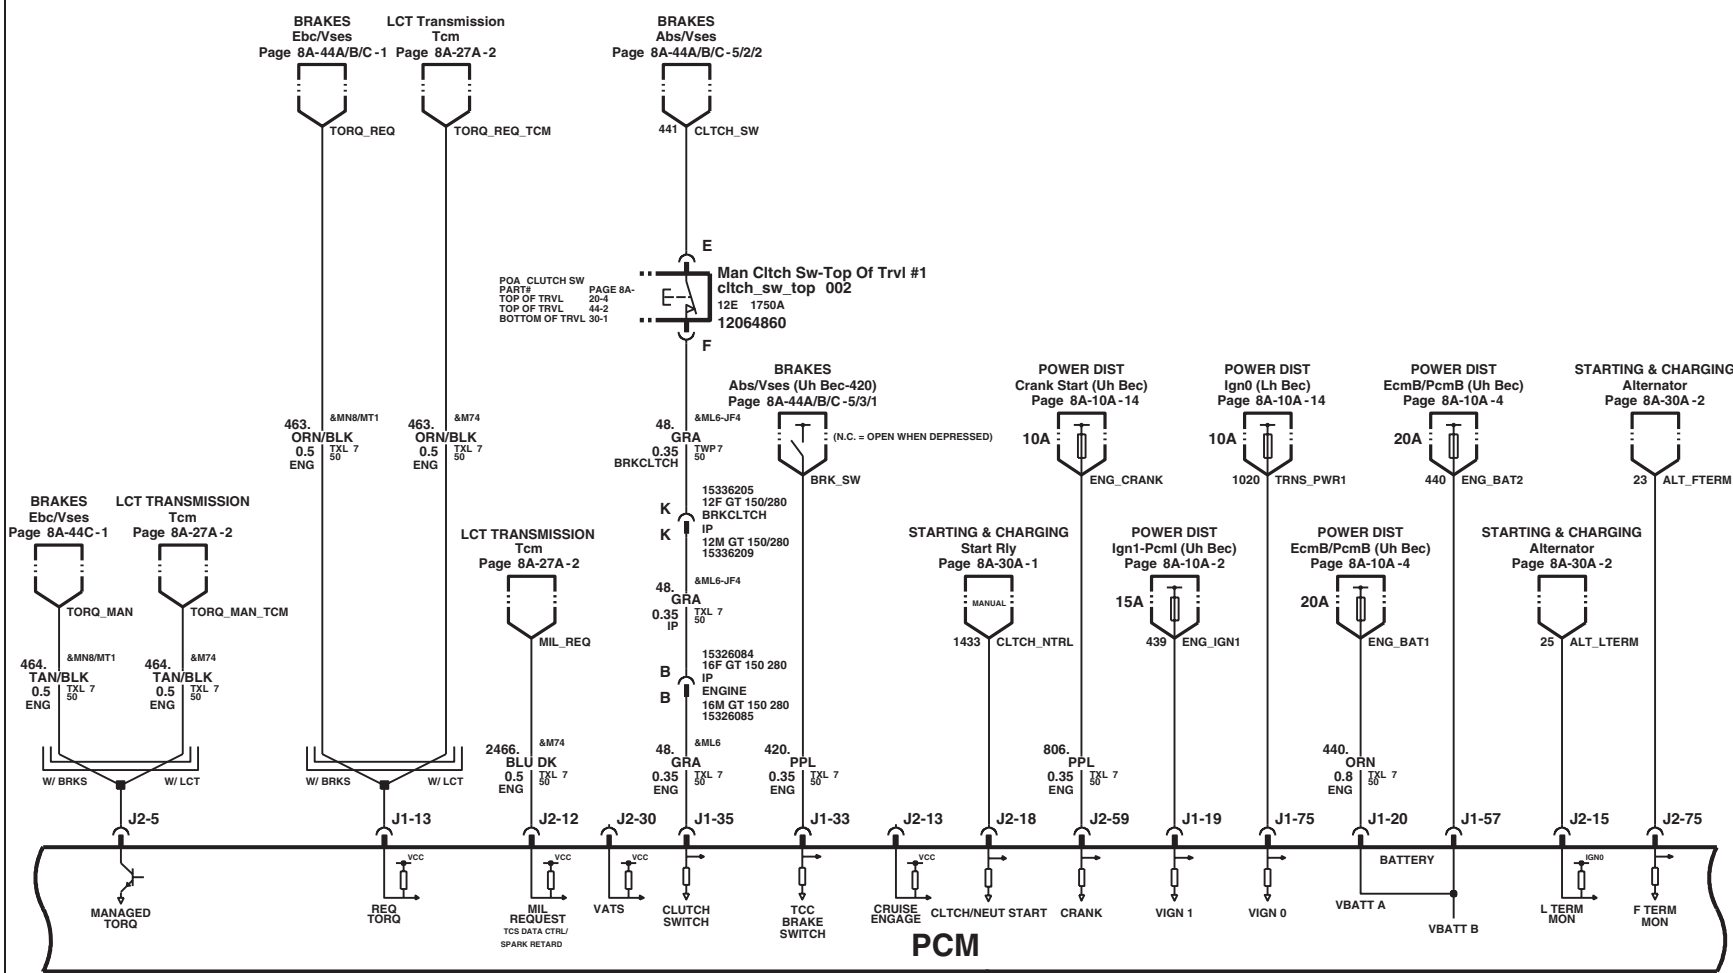 BRAKES
Ebc/Vses
Page 8A-44A/B/C-1
TORQ_REQ
LCT Transmission
Tcm
Page 8A-27A-2
TORQ_REQ_TCM
BRAKES
Abs/Vses
Page 8A-44A/B/C-5/2/2
441 CLTCH_SW
E
Man Cltch Sw-Top Of Trvl #1
cltch_sw_top 002
12E 1750A
12064860
POA CLUTCH SW
PART# PAGE 8A-
TOP OF TRVL 20-4
TOP OF TRVL 44-2
BOTTOM OF TRVL 30-1
F
463. &MN8/MT1
ORN/BLK
0.5 TXL 7
50
ENG
463. &M74
ORN/BLK
0.5 TXL 7
50
ENG
48. &ML6-JF4
GRA
0.35 TWP7
50
BRKCLTCH
BRAKES
Abs/Vses (Uh Bec-420)
Page 8A-44A/B/C-5/3/1
(N.C. = OPEN WHEN DEPRESSED)
BRK_SW
POWER DIST
Crank Start (Uh Bec)
Page 8A-10A-14
10A
ENG_CRANK
POWER DIST
Ign0 (Lh Bec)
Page 8A-10A-14
10A
1020 TRNS_PWR1
POWER DIST
EcmB/PcmB (Uh Bec)
Page 8A-10A-4
20A
440 ENG_BAT2
STARTING & CHARGING
Alternator
Page 8A-30A-2
23 ALT_FTERM
BRAKES
Ebc/Vses
Page 8A-44C-1
TORQ_MAN
LCT TRANSMISSION
Tcm
Page 8A-27A-2
TORQ_MAN_TCM
LCT TRANSMISSION
Tcm
Page 8A-27A-2
MIL_REQ
K
K
15336205
12F GT 150/280
BRKCLTCH
IP
12M GT 150/280
15336209
48. &ML6-JF4
GRA
0.35 TXL 7
50
IP
B
B
15326084
16F GT 150 280
IP
ENGINE
16M GT 150 280
15326085
STARTING & CHARGING
Start Rly
Page 8A-30A-1
MANUAL
1433 CLTCH_NTRL
POWER DIST
Ign1-PcmI (Uh Bec)
Page 8A-10A-2
15A
439 ENG_IGN1
POWER DIST
EcmB/PcmB (Uh Bec)
Page 8A-10A-4
20A
ENG_BAT1
STARTING & CHARGING
Alternator
Page 8A-30A-2
25 ALT_LTERM
464. &MN8/MT1
TAN/BLK
0.5 TXL 7
50
ENG
464. &M74
TAN/BLK
0.5 TXL 7
50
ENG
2466. &M74
BLU DK
0.5 TXL 7
50
ENG
48. &ML6
GRA
0.35 TXL 7
50
ENG
420.
PPL
0.35 TXL 7
50
ENG
806.
PPL
0.35 TXL 7
50
ENG
440.
ORN
0.8 TXL 7
50
ENG
W/ BRKS W/ LCT
W/ BRKS W/ LCT
J2-5 J1-13 J2-12 J2-30 J1-35 J1-33 J2-13 J2-18 J2-59 J1-19 J1-75 J1-20 J1-57 J2-15 J2-75
VCC VCC VCC VCC BATTERY IGN0
MANAGED
TORQ
REQ
TORQ
MIL
REQUEST
TCS DATA CTRL/
SPARK RETARD
VATS
CLUTCH
SWITCH
TCC
BRAKE
SWITCH
CRUISE
ENGAGE
CLTCH/NEUT START
CRANK
VIGN 1
VIGN 0
VBATT A
VBATT B
L TERM
MON
F TERM
MON
PCM